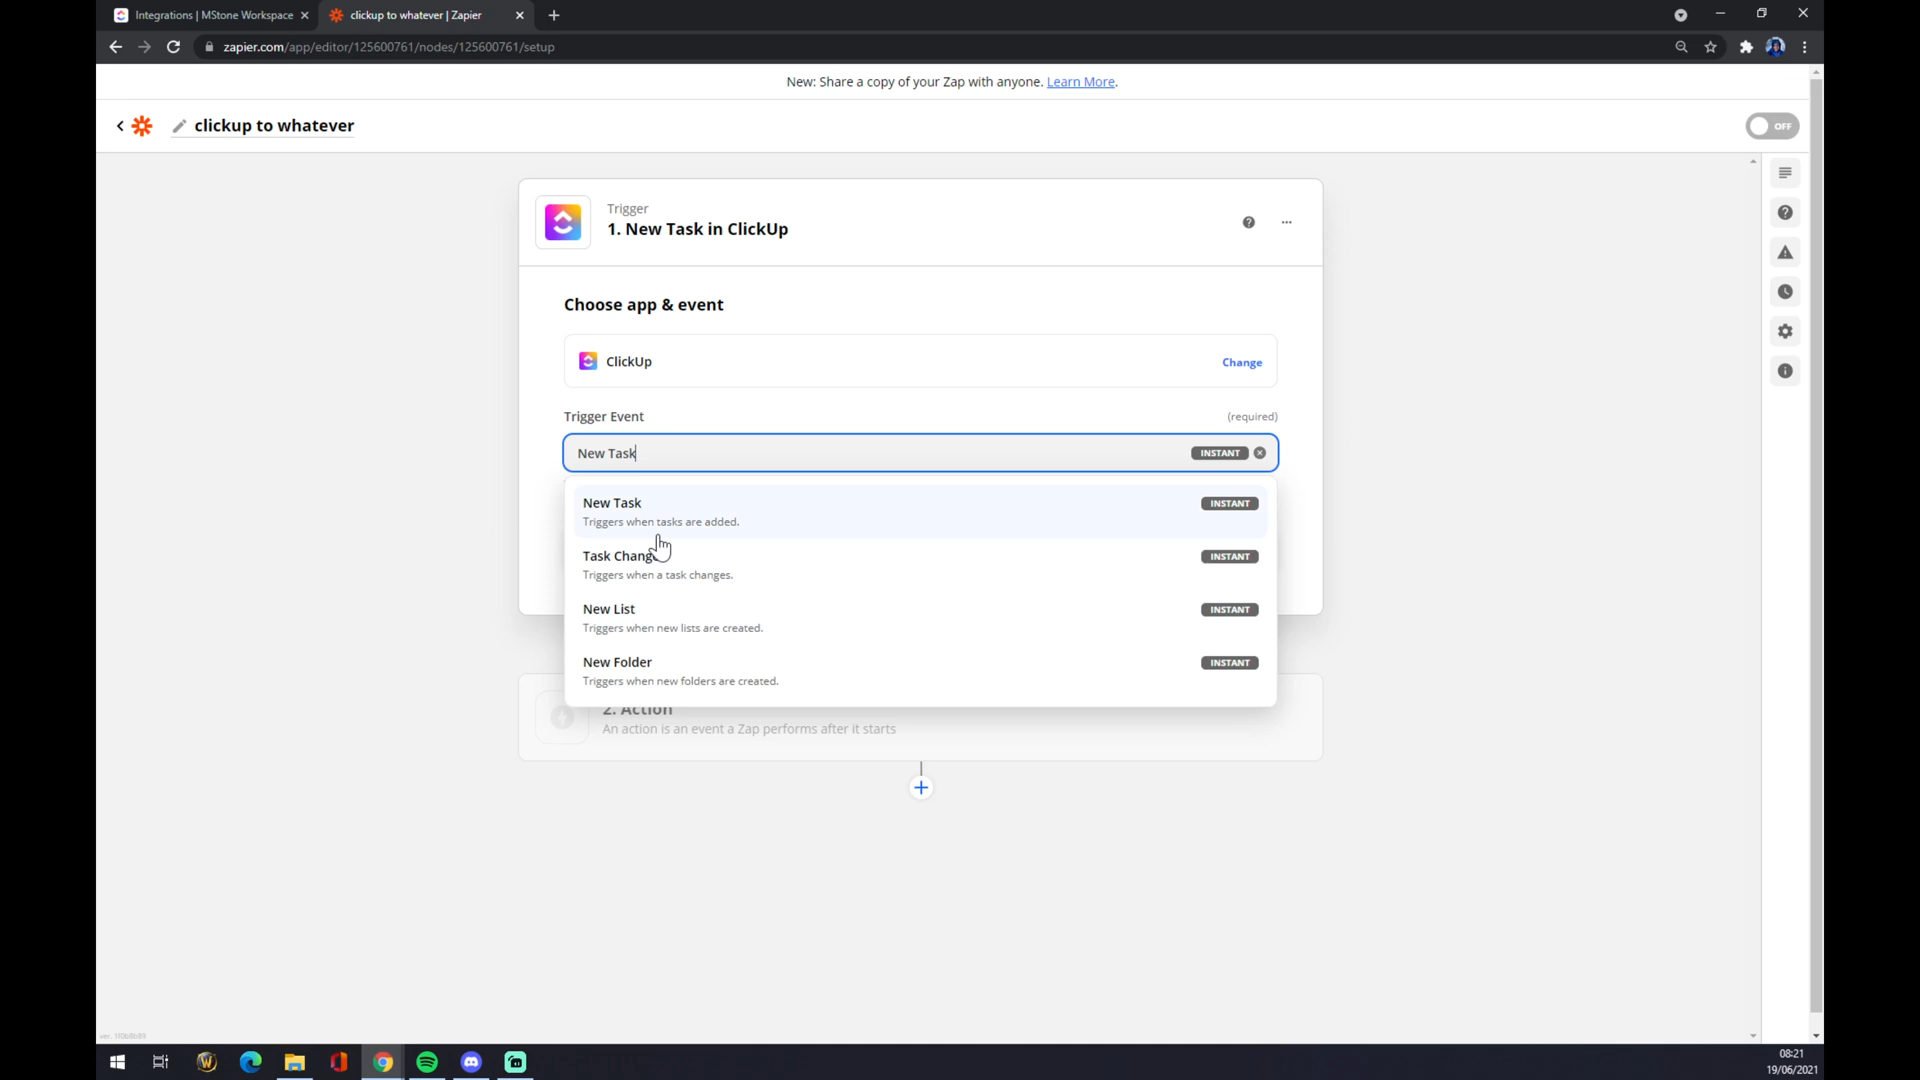 Integrations | MStone Workspace
clickup to whatever | Zapier
zapier.com/app/editor/125600761/nodes/125600761/setup
New: Share a copy of your Zap with anyone. Learn More.
clickup to whatever
OFF
Trigger
1. New Task in ClickUp
Choose app & event
ClickUp
Change
Trigger Event
(required)
New Task
INSTANT
New Task
INSTANT
Triggers when tasks are added.
Task Chang
INSTANT
Triggers when a task changes.
New List
INSTANT
Triggers when new lists are created.
New Folder
INSTANT
Triggers when new folders are created.
2. Action
An action is an event a Zap performs after it starts
08:21
19/06/2021